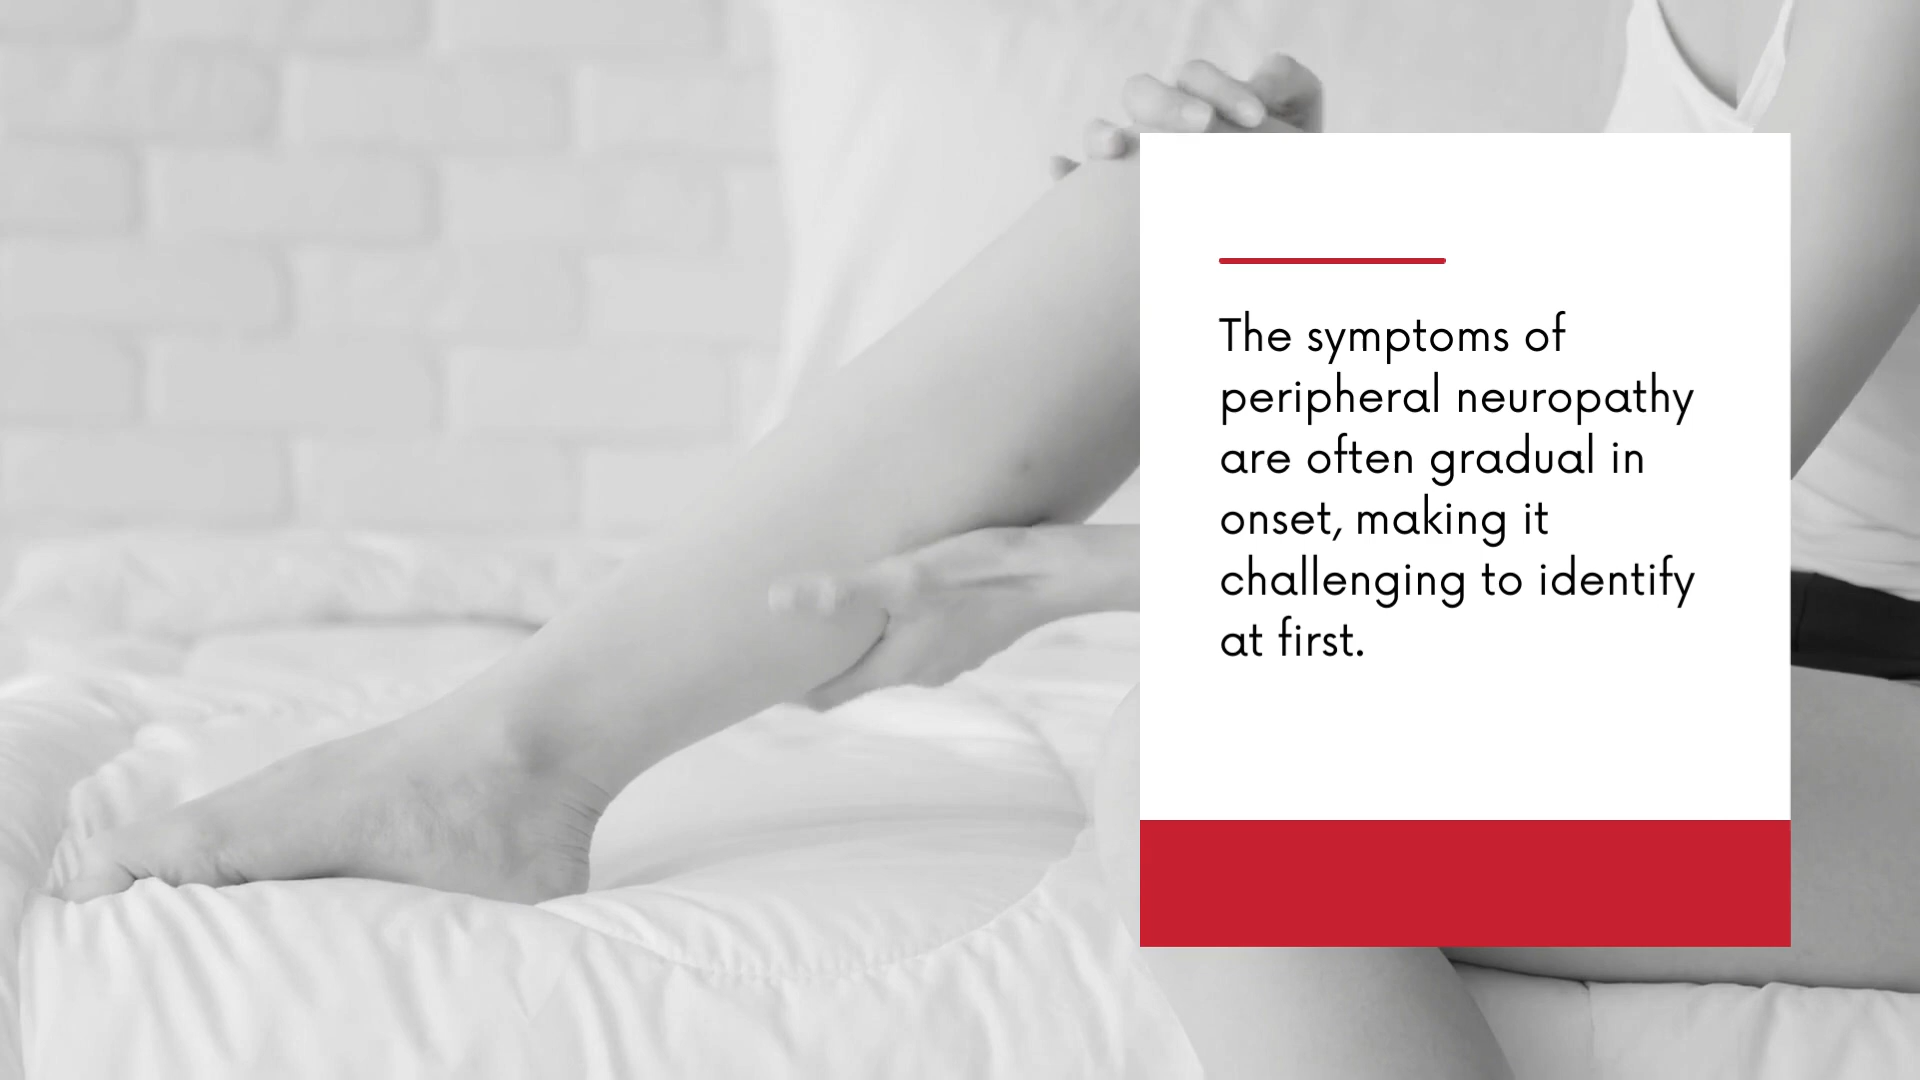 The symptoms of
peripheral neuropathy
are often gradual in
onset, making it
challenging to identify
at first.